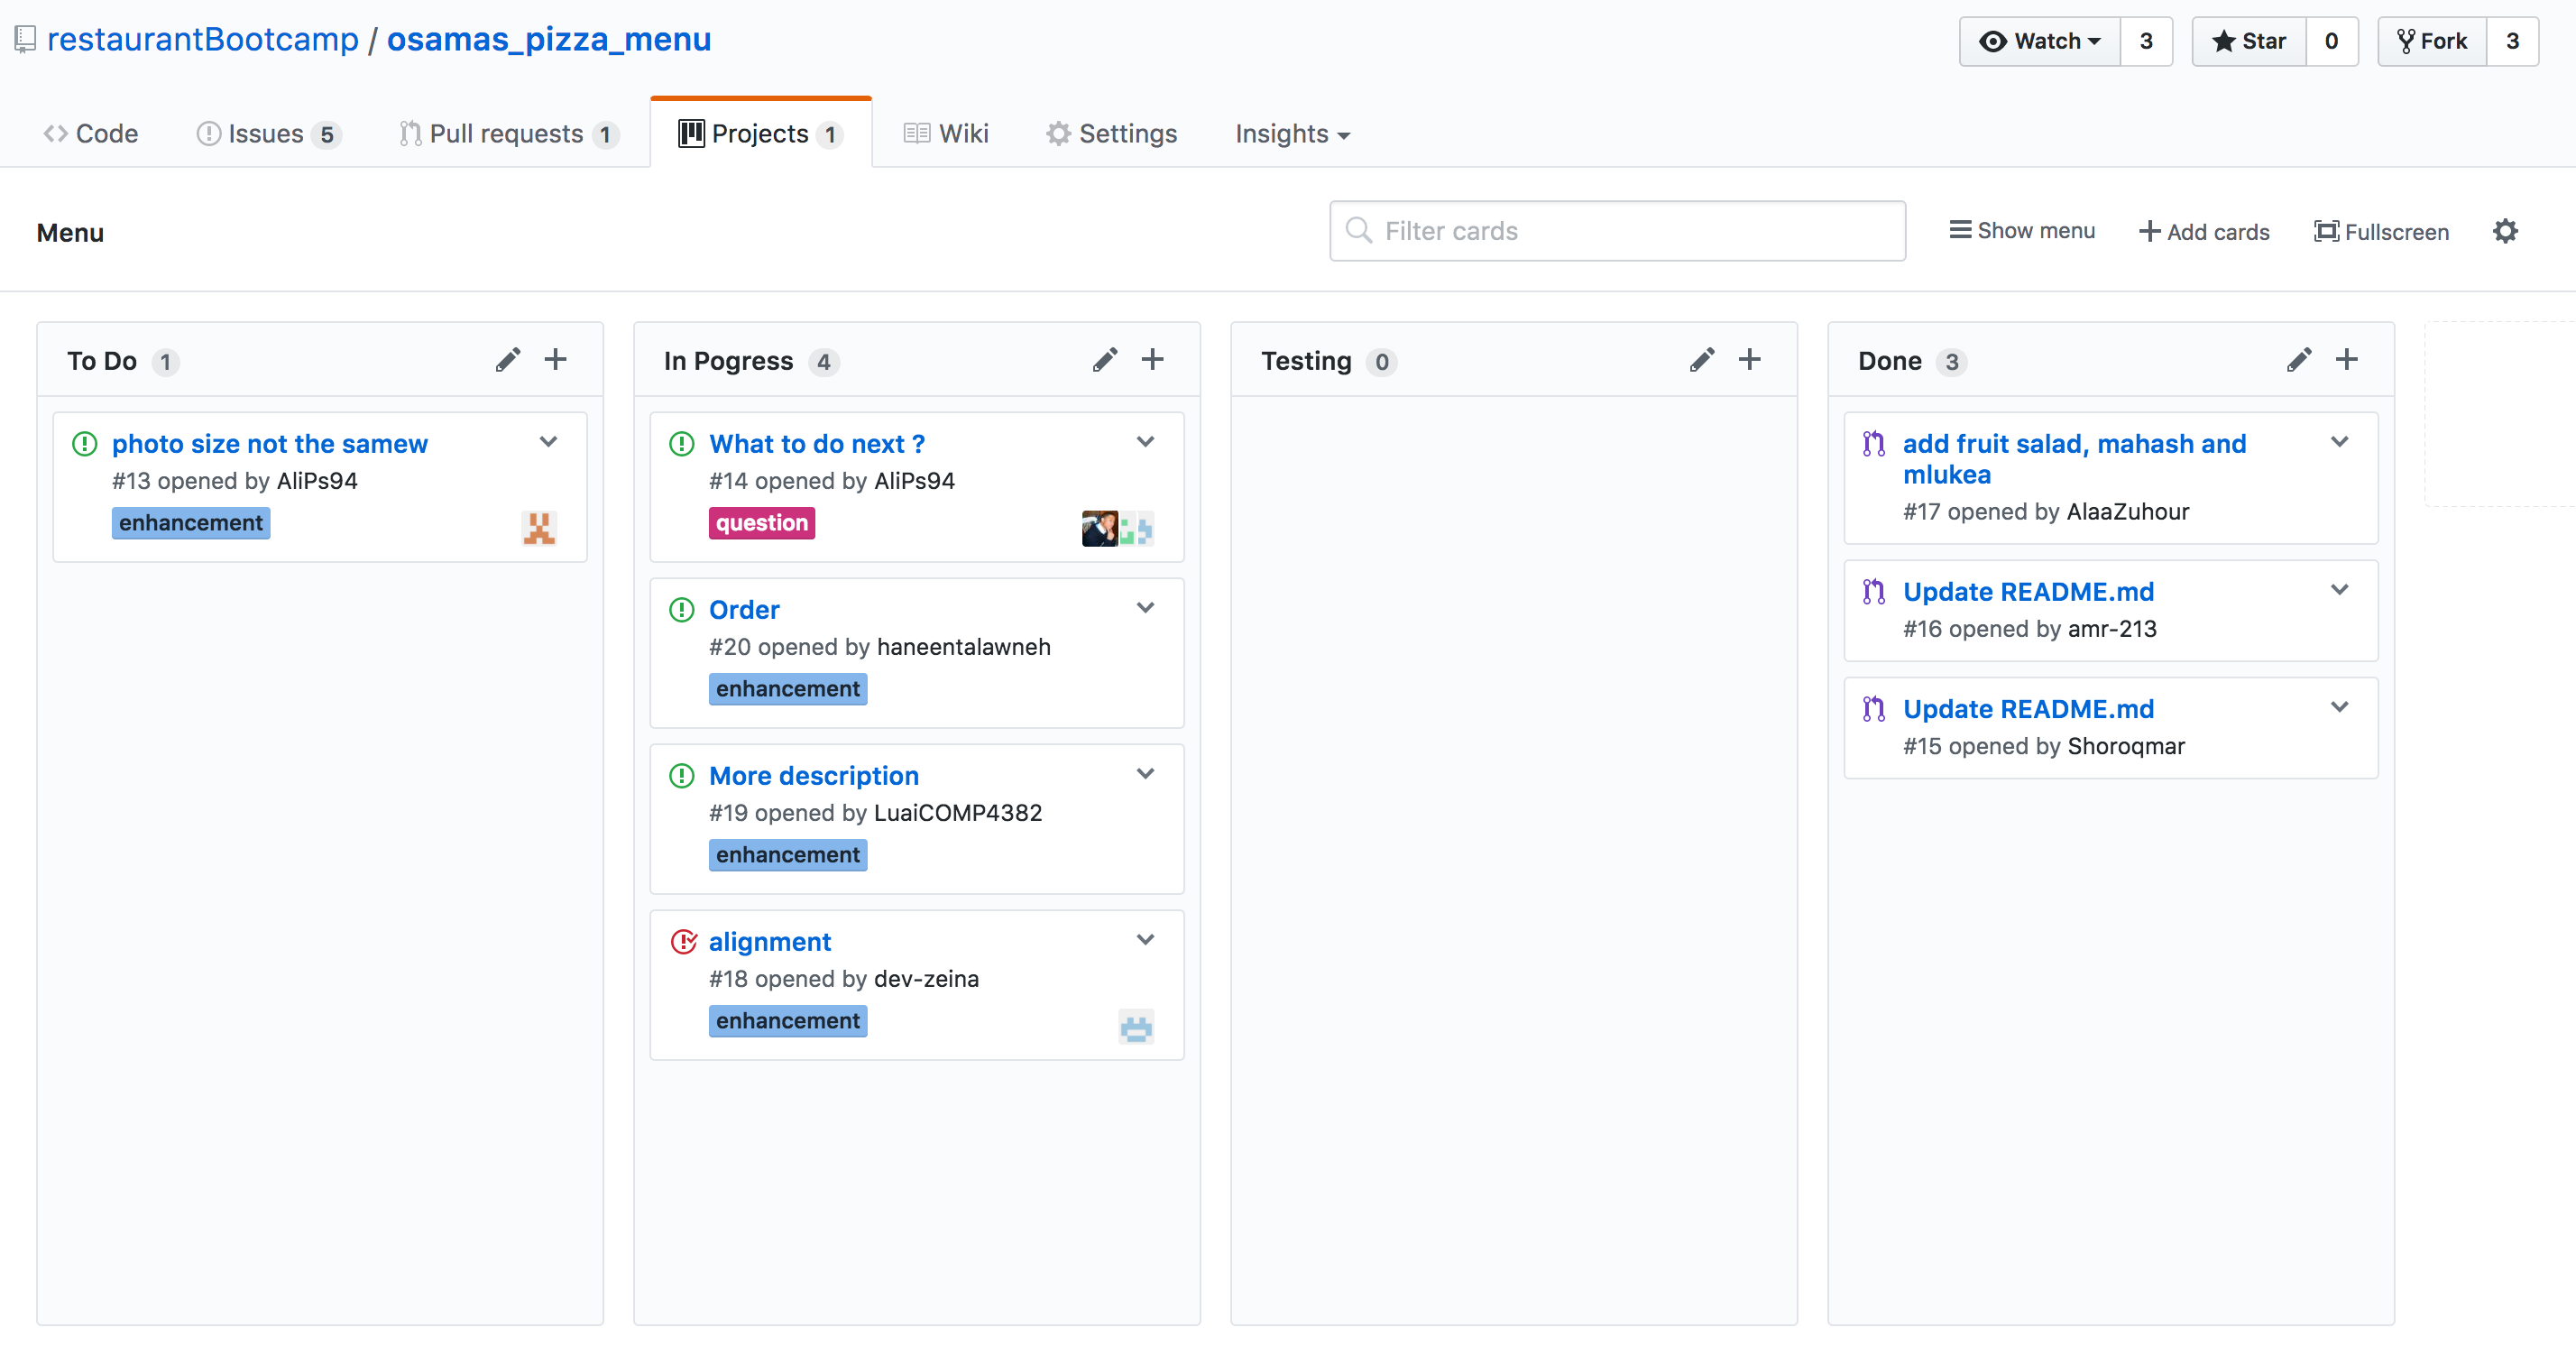 restaurantBootcamp / osamas_pizza_menu
Watch 3 Star 0 Fork 3
Code Issues 5 Pull requests 1 Projects 1 Wiki Settings Insights
Menu
Filter cards
Show menu Add cards Fullscreen
To Do 1
photo size not the samew
#13 opened by AliPs94
enhancement
In Pogress 4
What to do next ?
#14 opened by AliPs94
question
Order
#20 opened by haneentalawneh
enhancement
More description
#19 opened by LuaiCOMP4382
enhancement
alignment
#18 opened by dev-zeina
enhancement
Testing 0
Done 3
add fruit salad, mahash and
mlukea
#17 opened by AlaaZuhour
Update README.md
#16 opened by amr-213
Update README.md
#15 opened by Shoroqmar